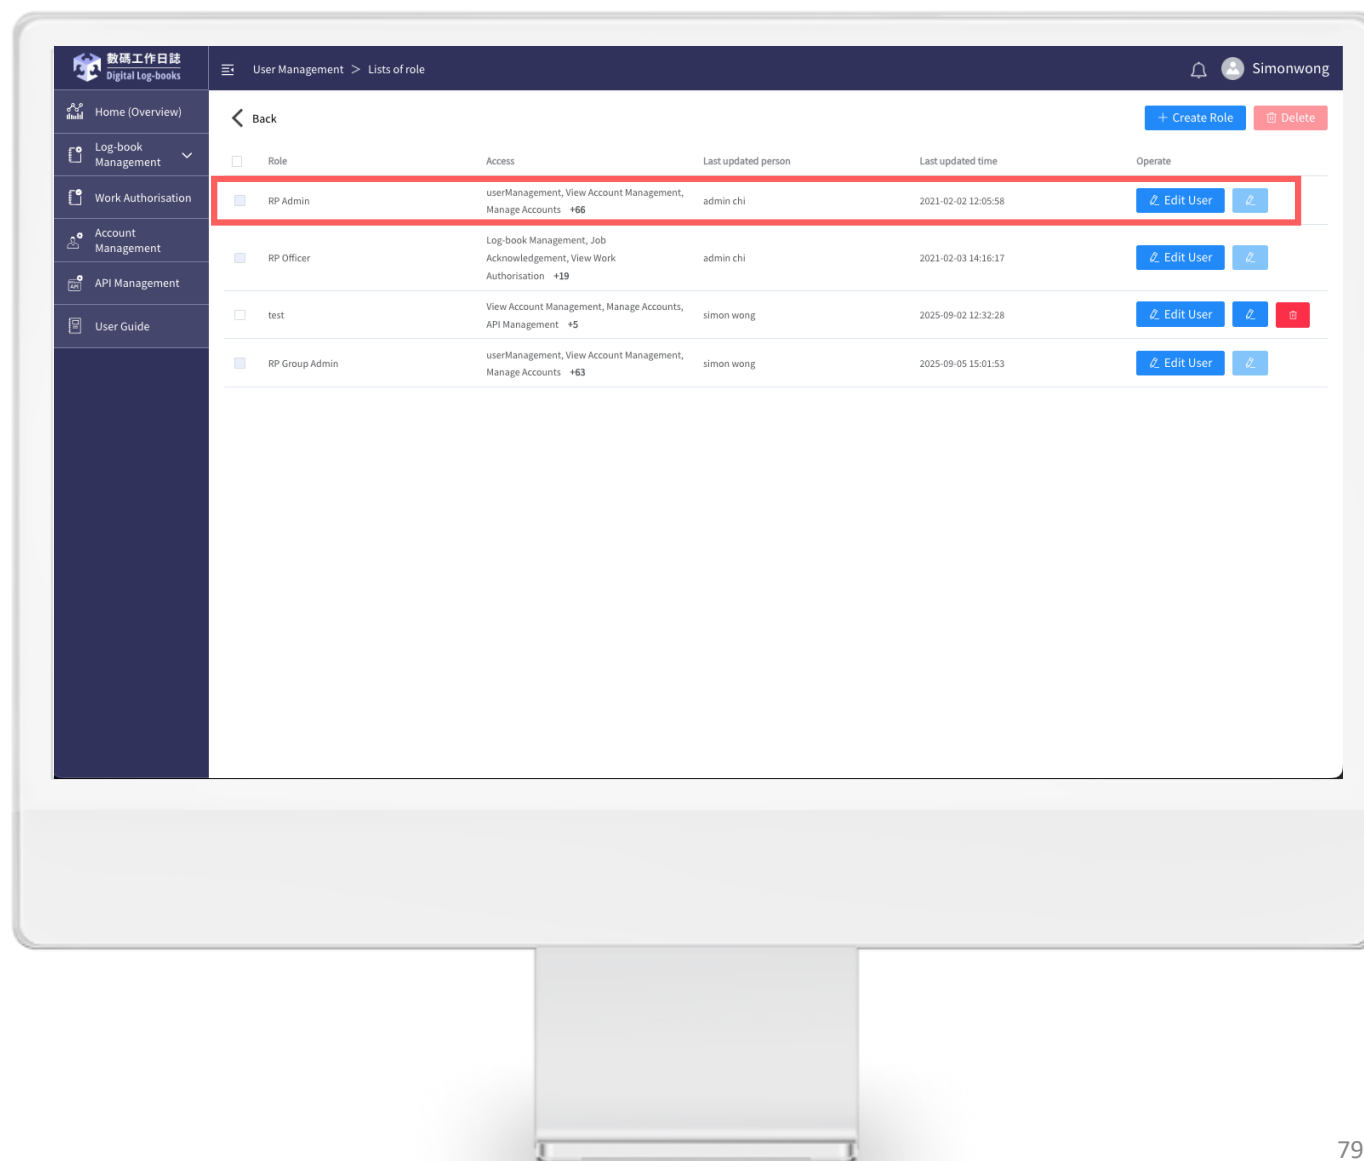 數碼工作日誌
Digital Log-books
User Management > Lists of role
Simonwong
Home (Overview)
Log-book
Management
Work Authorisation
Account
Management
API Management
User Guide
Back
+ Create Role
Delete
Role Access Last updated person Last updated time Operate
RP Admin
userManagement, View Account Management,
Manage Accounts +66
admin chi
2021-02-02 12:05:58
Edit User
RP Officer
Log-book Management, Job
Acknowledgement, View Work
Authorisation +19
admin chi
2021-02-03 14:16:17
Edit User
test
View Account Management, Manage Accounts,
API Management +5
simon wong
2025-09-02 12:32:28
Edit User
RP Group Admin
userManagement, View Account Management,
Manage Accounts +63
simon wong
2025-09-05 15:01:53
Edit User
79